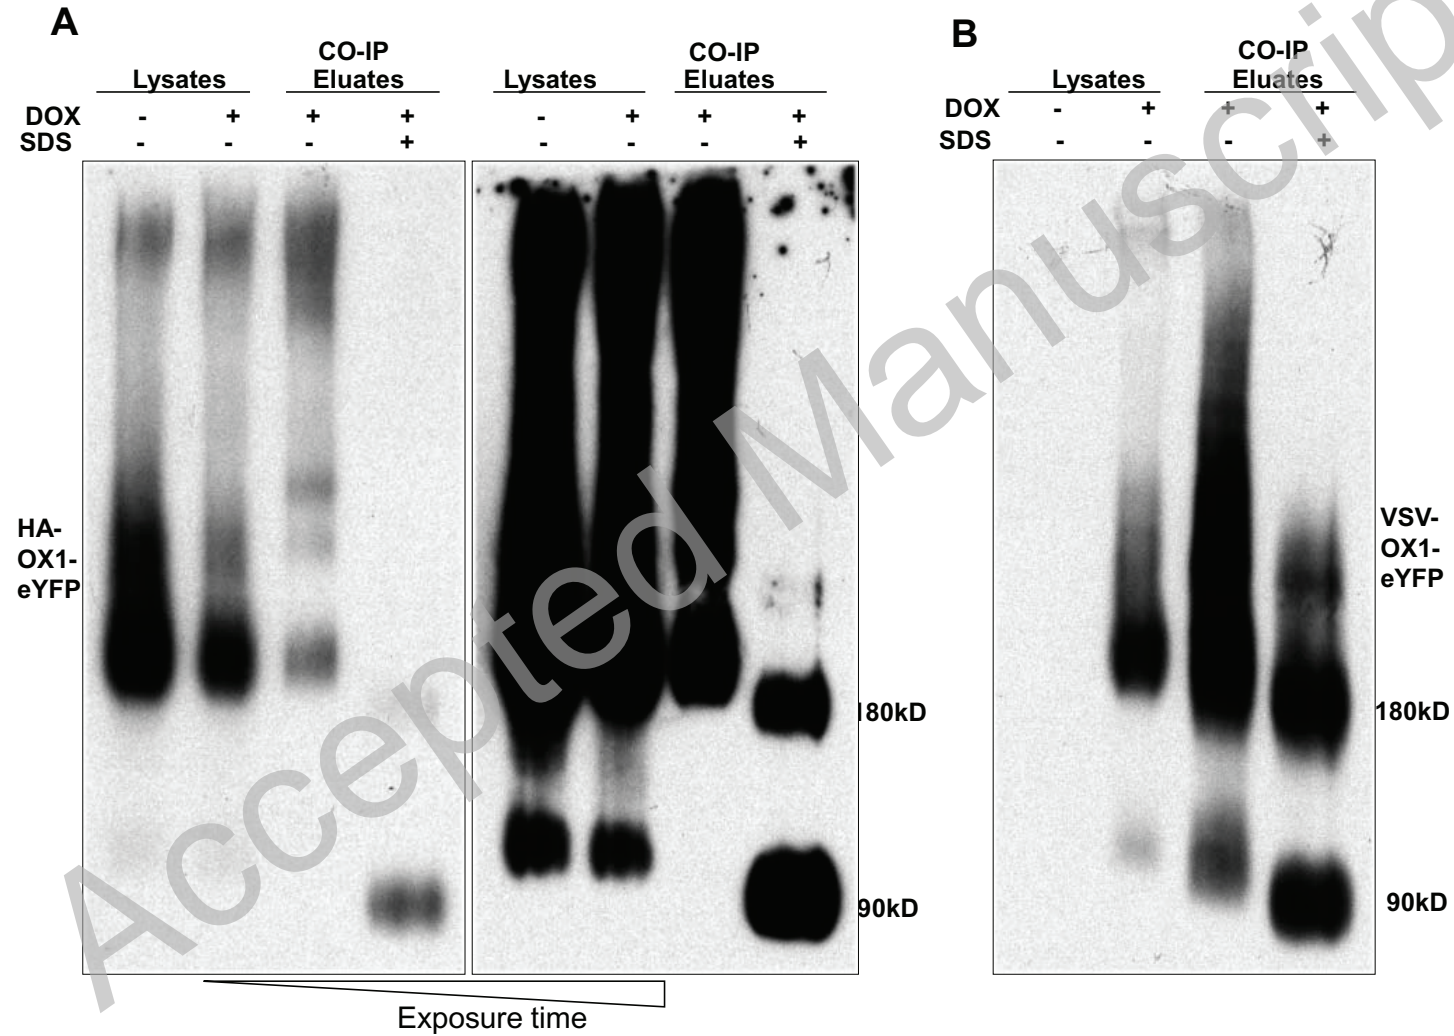 A
CO-IP
Lysates Eluates
CO-IP
Lysates Eluates
DOX - + + + - + + +
SDS - - - + - - - +
HA-
OX1-
eYFP
180kD
90kD
Exposure time
B
CO-IP
Lysates Eluates
DOX - + + +
SDS - - - +
VSV-
OX1-
eYFP
180kD
90kD
Accepted Manuscrip